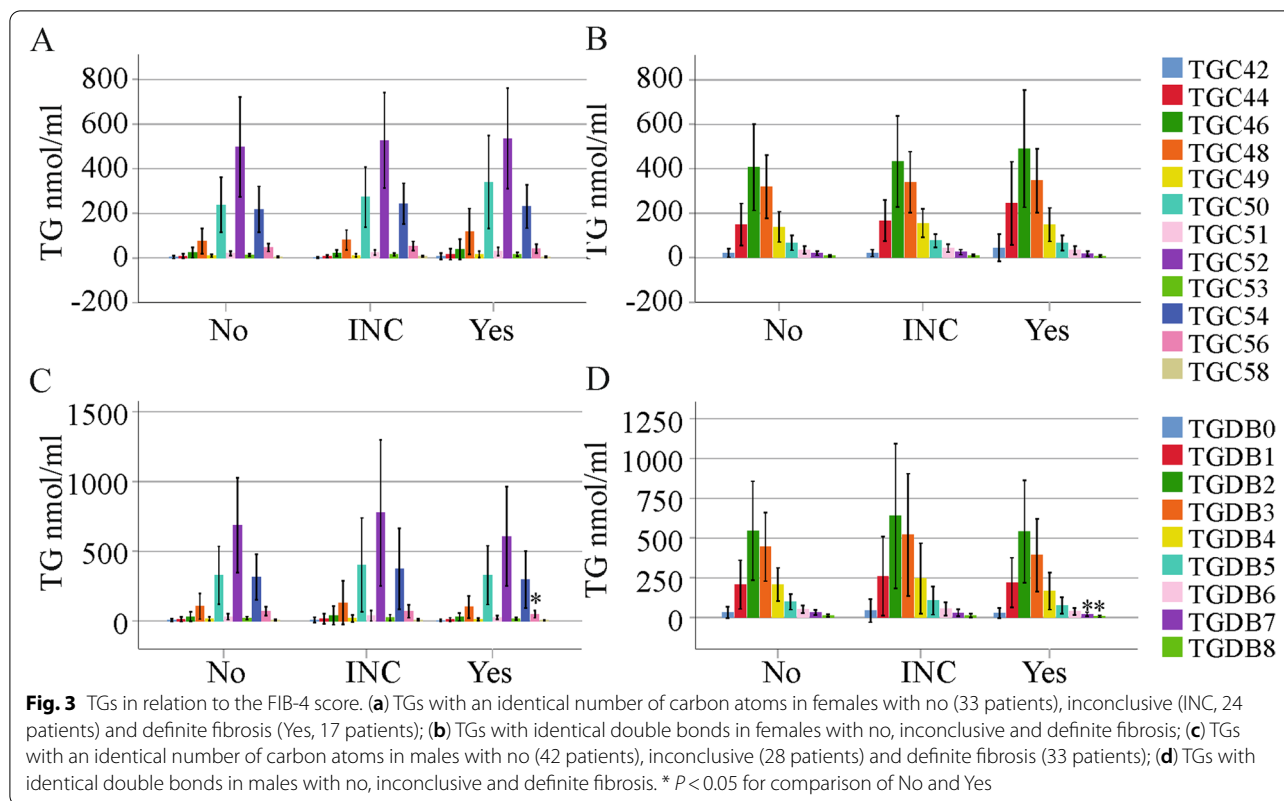 A
TG nmol/ml
800
600
400
200
0
-200
No
INC
Yes
B
TG nmol/ml
800
600
400
200
0
-200
No
INC
Yes
TGC42
TGC44
TGC46
TGC48
TGC49
TGC50
TGC51
TGC52
TGC53
TGC54
TGC56
TGC58
C
TG nmol/ml
1500
1000
500
0
*
No
INC
Yes
D
TG nmol/ml
1250
1000
750
500
250
0
**
No
INC
Yes
TGDB0
TGDB1
TGDB2
TGDB3
TGDB4
TGDB5
TGDB6
TGDB7
TGDB8
Fig. 3 TGs in relation to the FIB-4 score. (a) TGs with an identical number of carbon atoms in females with no (33 patients), inconclusive (INC, 24
patients) and definite fibrosis (Yes, 17 patients); (b) TGs with identical double bonds in females with no, inconclusive and definite fibrosis; (c) TGs
with an identical number of carbon atoms in males with no (42 patients), inconclusive (28 patients) and definite fibrosis (33 patients); (d) TGs with
identical double bonds in males with no, inconclusive and definite fibrosis. * P < 0.05 for comparison of No and Yes